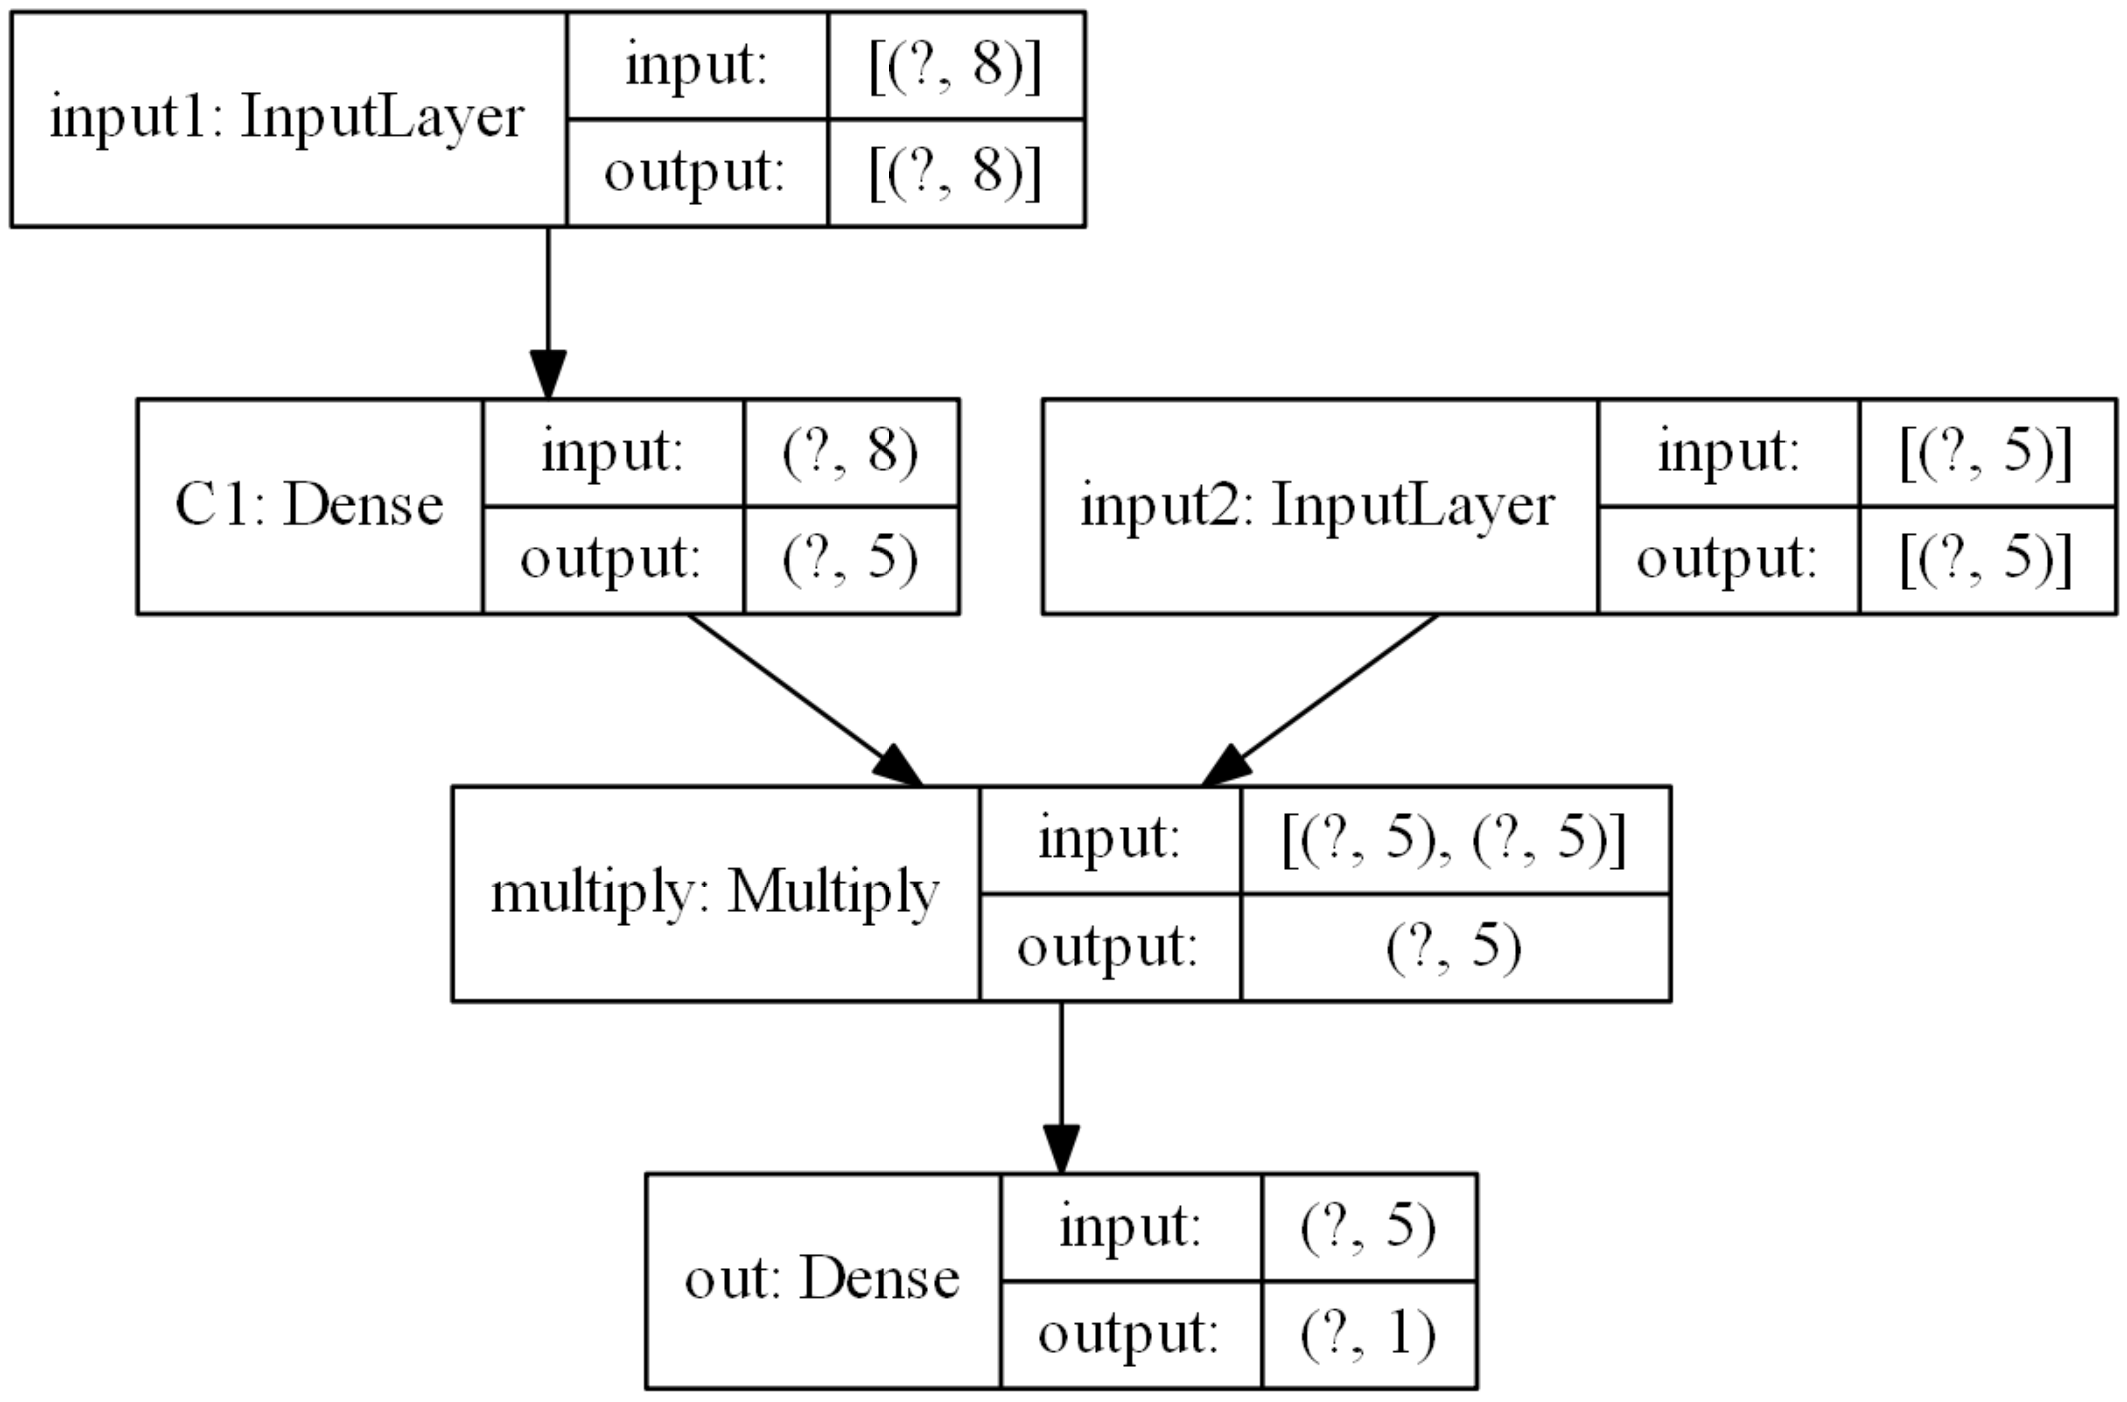 input1: InputLayer
input:
[(?, 8)]
output:
[(?, 8)]
C1: Dense
input:
(?, 8)
output:
(?, 5)
input2: InputLayer
input:
[(?, 5)]
output:
[(?, 5)]
multiply: Multiply
input:
[(?, 5), (?, 5)]
output:
(?, 5)
out: Dense
input:
(?, 5)
output:
(?, 1)